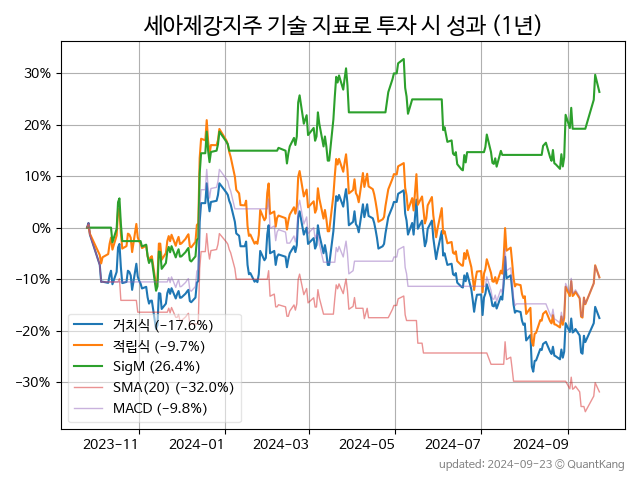 세아제강지주 기술 지표로 투자 시 성과 (1년)
30%
20%
10%
0%
−10%
−20%
−30%
거치식 (−17.6%)
적립식 (−9.7%)
SigM (26.4%)
SMA(20) (−32.0%)
MACD (−9.8%)
2023-11 2024-01 2024-03 2024-05 2024-07 2024-09
updated: 2024-09-23 ⓒ QuantKang